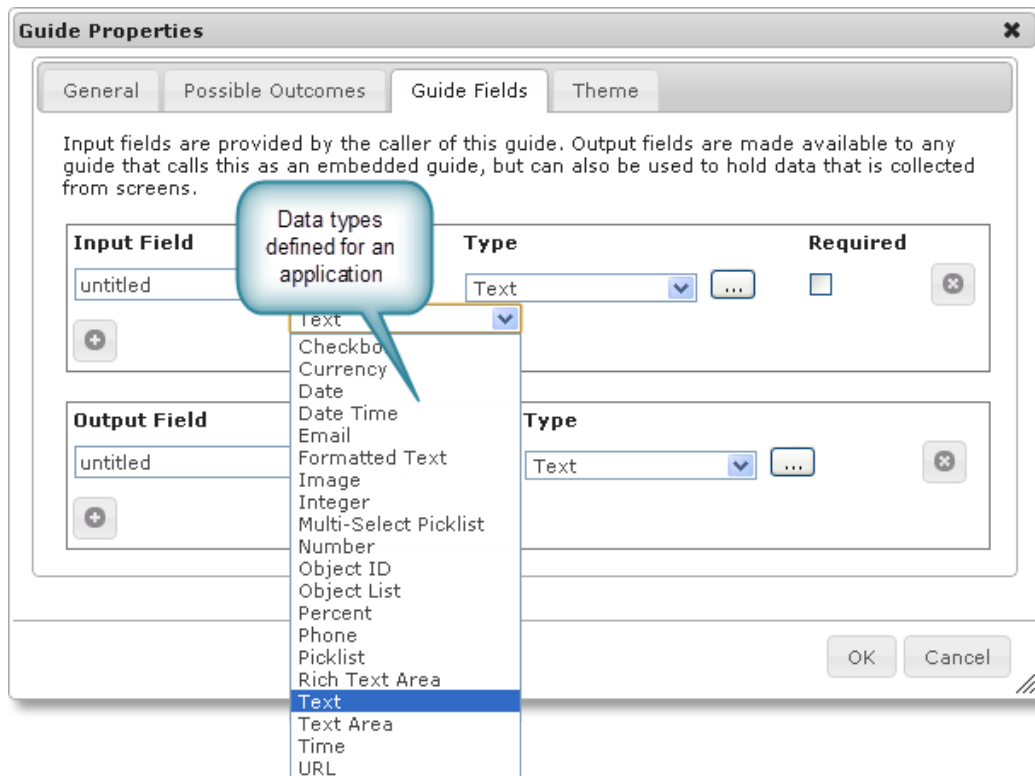 Guide Properties
General Possible Outcomes Guide Fields Theme
Input fields are provided by the caller of this guide. Output fields are made available to any
guide that calls this as an embedded guide, but can also be used to hold data that is collected
from screens.
Data types
defined for an
application
Input Field Type Required
untitled Text ...
Text
Checkbo
Currency
Date
Date Time
Email
Formatted Text
Image
Integer
Multi-Select Picklist
Number
Object ID
Object List
Percent
Phone
Picklist
Rich Text Area
Text
Text Area
Time
URL
Output Field Type
untitled Text ...
OK Cancel